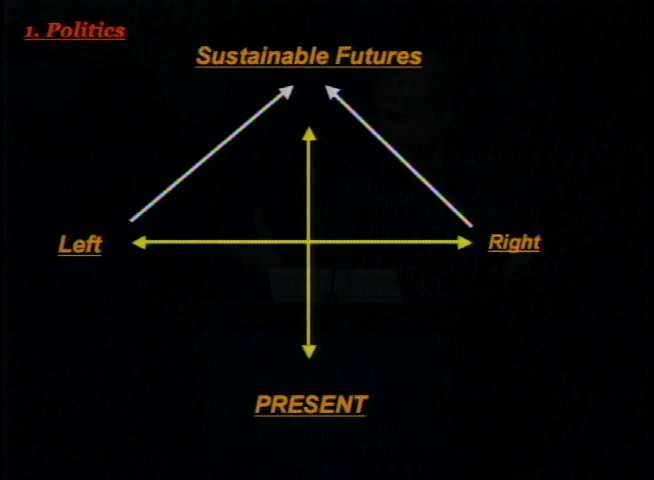 1. Politics
Sustainable Futures
Left
Right
PRESENT